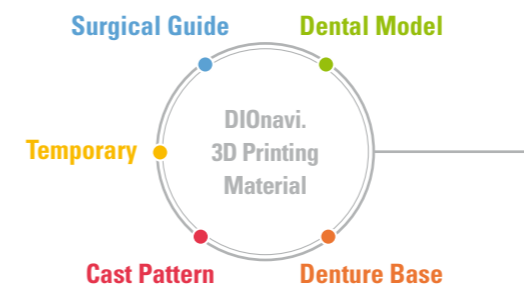 Surgical Guide
Dental Model
DIOnavi.
3D Printing
Material
Temporary
Cast Pattern
Denture Base